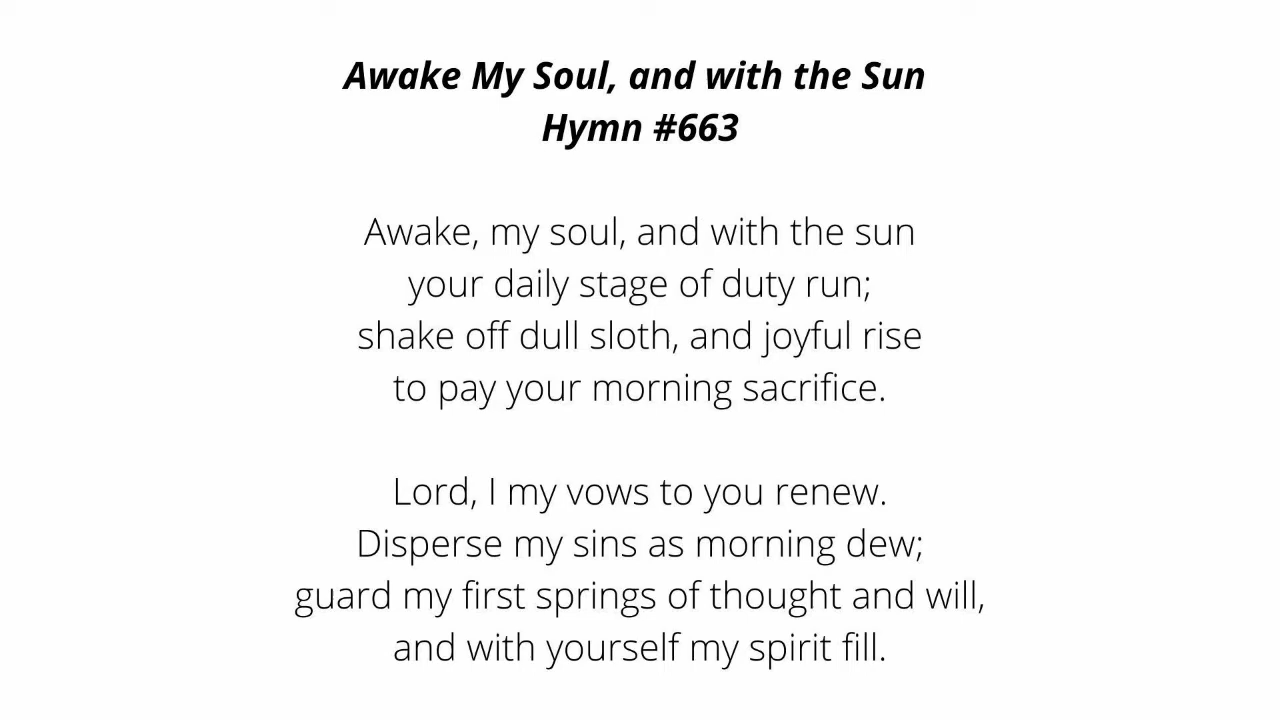 Awake My Soul, and with the Sun
Hymn #663
Awake, my soul, and with the sun
your daily stage of duty run;
shake off dull sloth, and joyful rise
to pay your morning sacrifice.
Lord, I my vows to you renew.
Disperse my sins as morning dew;
guard my first springs of thought and will,
and with yourself my spirit fill.